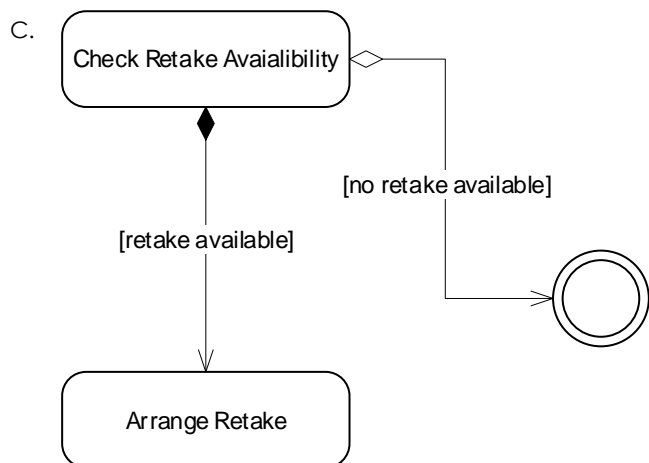 C.
Check Retake Avaialibility
[no retake available]
[retake available]
Arrange Retake